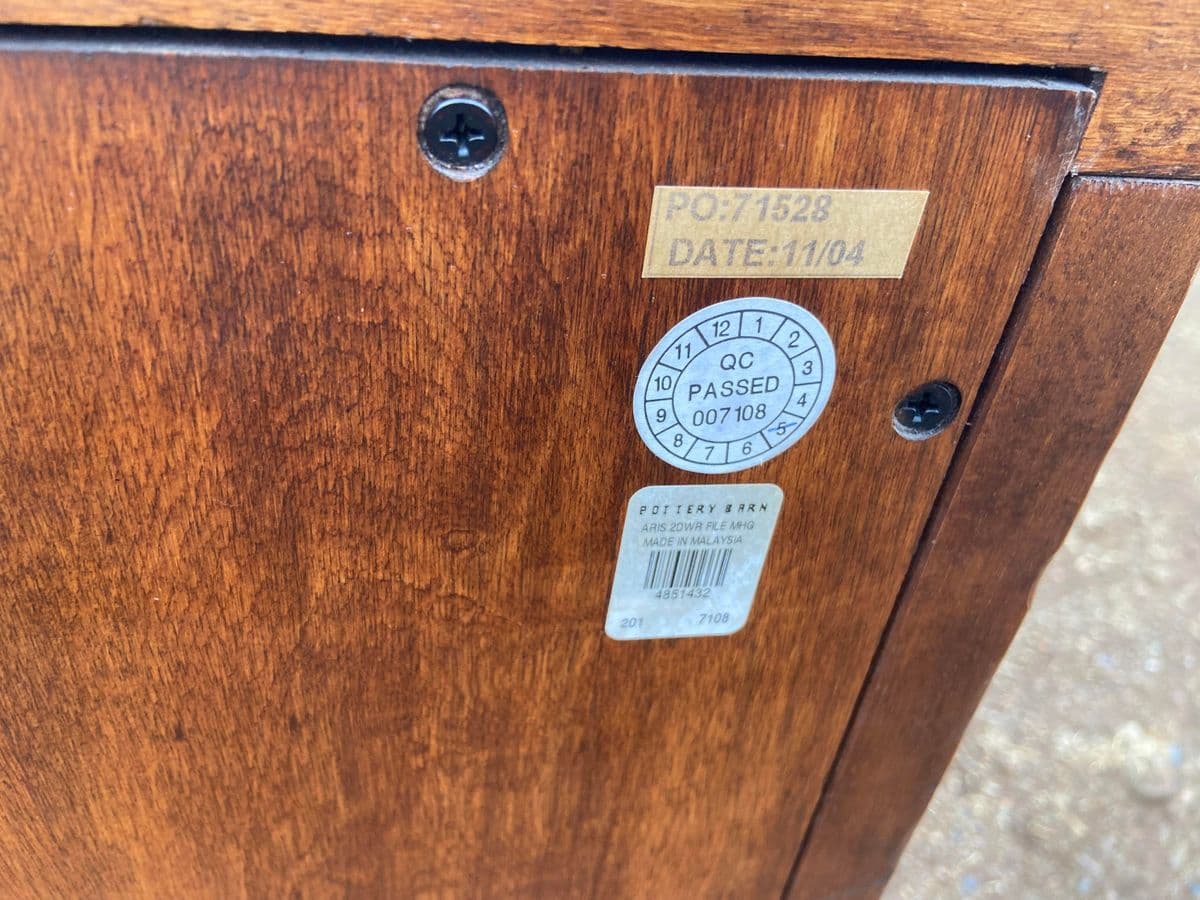 PO:71528
DATE:11/04
12 1 2 3 4 5 6 7 8 9 10 11
QC
PASSED
007108
POTTERY BARN
ARIS 2DWR FILE MHG
MADE IN MALAYSIA
4851432
201 7108